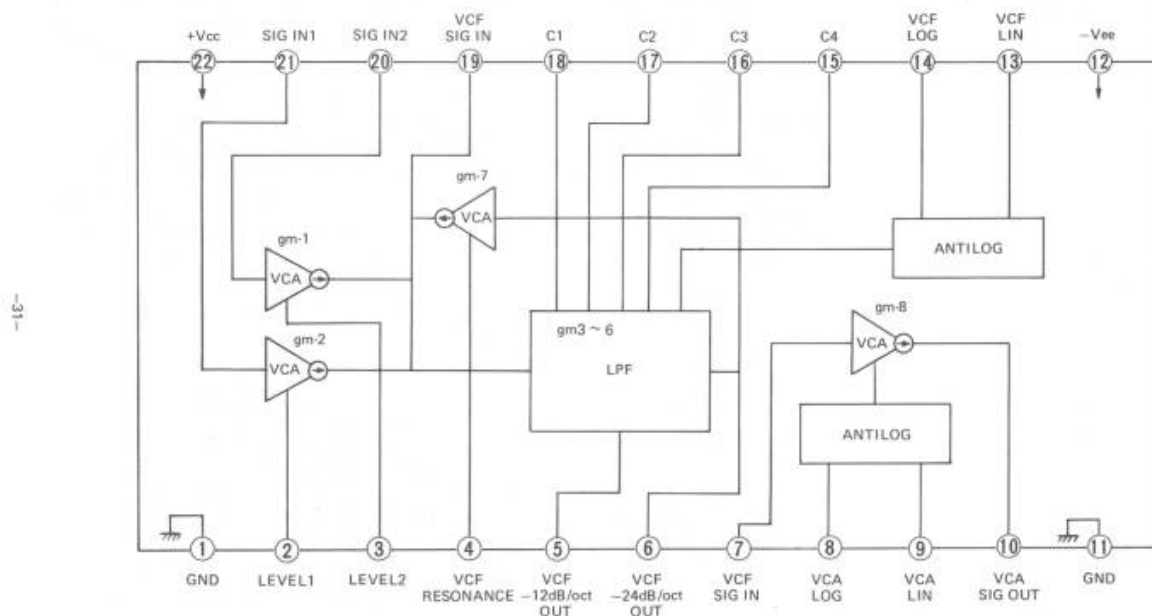 VCF
VCF
VCF
+Vcc
SIG IN1
SIG IN2
SIG IN
C1
C2
C3
C4
LOG
LIN
−Vee
22
21
20
19
18
17
16
15
14
13
12
gm-7
VCA
gm-1
VCA
ANTILOG
gm-2
VCA
gm3 ~ 6
LPF
gm-8
VCA
ANTILOG
—31—
1
2
3
4
5
6
7
8
9
10
11
GND
LEVEL1
LEVEL2
VCF
RESONANCE
VCF
−12dB/oct
OUT
VCF
−24dB/oct
OUT
VCF
SIG IN
VCA
LOG
VCA
LIN
VCA
SIG OUT
GND